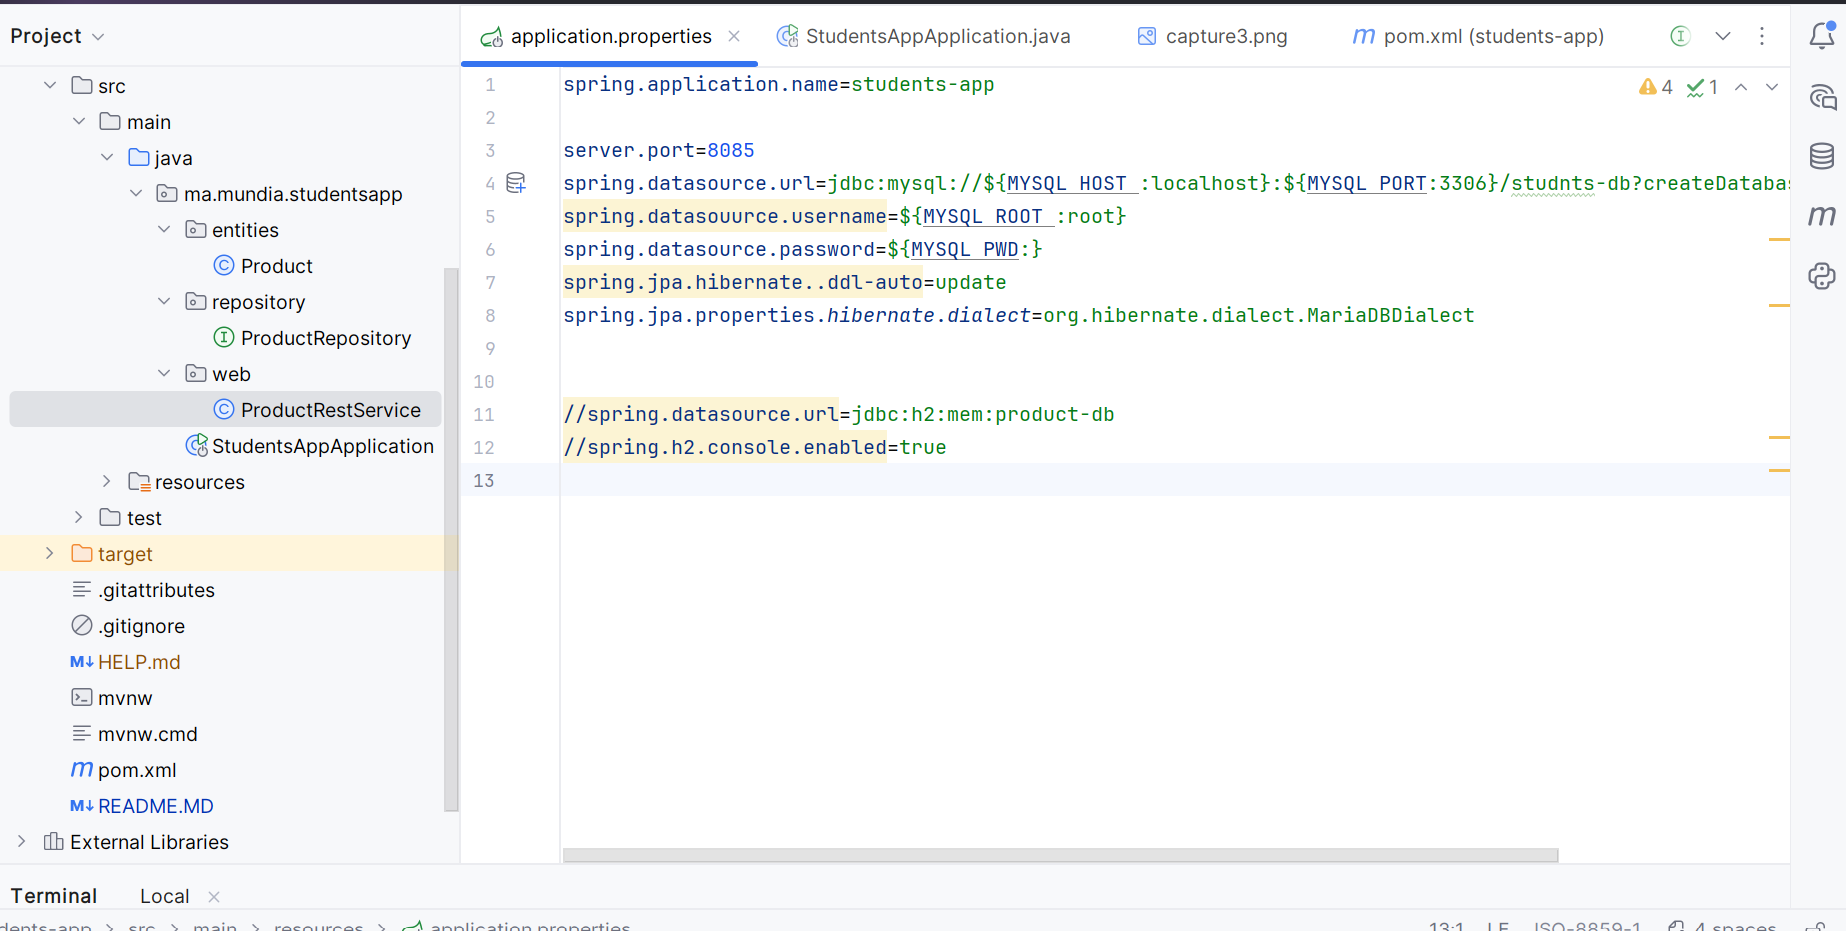 Project
application.properties
StudentsAppApplication.java
capture3.png
m pom.xml (students-app)
src
main
java
ma.mundia.studentsapp
entities
Product
repository
ProductRepository
web
ProductRestService
StudentsAppApplication
resources
test
target
.gitattributes
.gitignore
M↓ HELP.md
mvnw
mvnw.cmd
m pom.xml
M↓ README.MD
External Libraries
4 1
1 spring.application.name=students-app
2
3 server.port=8085
4 spring.datasource.url=jdbc:mysql://${MYSQL_HOST_:localhost}:${MYSQL_PORT:3306}/studnts-db?createDataba
5 spring.datasouurce.username=${MYSQL_ROOT_:root}
6 spring.datasource.password=${MYSQL_PWD:}
7 spring.jpa.hibernate..ddl-auto=update
8 spring.jpa.properties.hibernate.dialect=org.hibernate.dialect.MariaDBDialect
9
10
11 //spring.datasource.url=jdbc:h2:mem:product-db
12 //spring.h2.console.enabled=true
13
Terminal Local
dents-app > src > main > resources > application.properties
13:1 LF ISO-8859-1 4 spaces